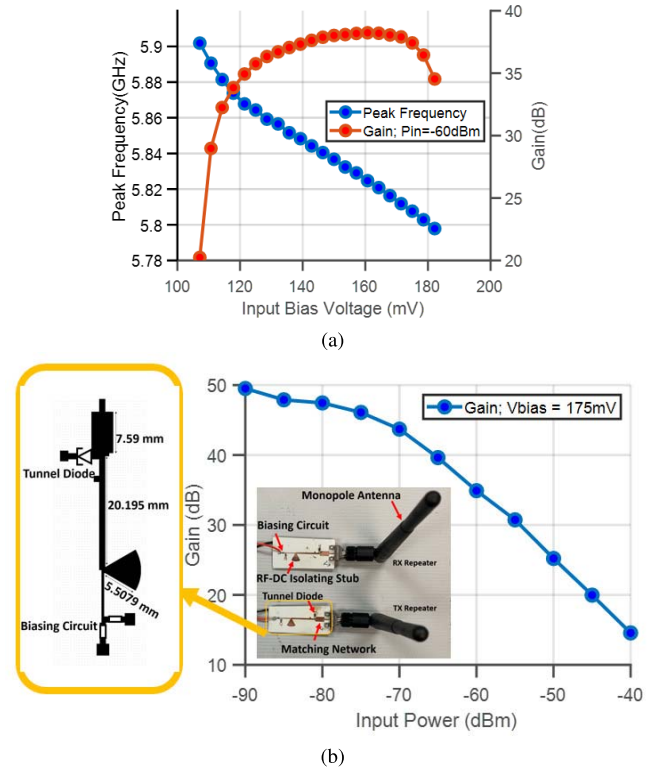 40
5.9
35
5.88
Peak Frequency
Gain; Pin=-60dBm
5.86
30
5.84
5.82
25
5.8
5.78
20
100
120
140
160
180
200
Peak Frequency(GHz)
Gain(dB)
Input Bias Voltage (mV)
(a)
7.59 mm
Tunnel Diode
20.195 mm
5.5079 mm
Biasing Circuit
50
40
30
20
10
Gain (dB)
Gain; Vbias = 175mV
Monopole Antenna
Biasing Circuit
RX Repeater
RF-DC Isolating Stub
Tunnel Diode
TX Repeater
Matching Network
-90
-80
-70
-60
-50
-40
Input Power (dBm)
(b)